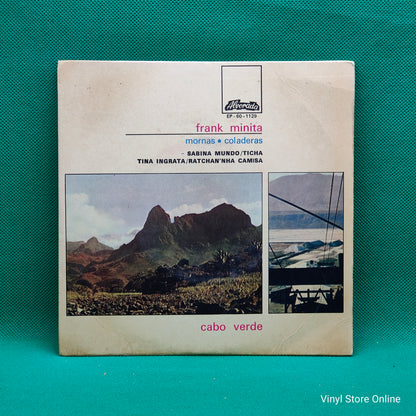 Alvorada
EP-60-1129
frank minita
mornas • coladeras
SABINA MUNDO/TICHA
TINA INGRATA/RATCHAN'NHA CAMISA
cabo verde
Vinyl Store Online